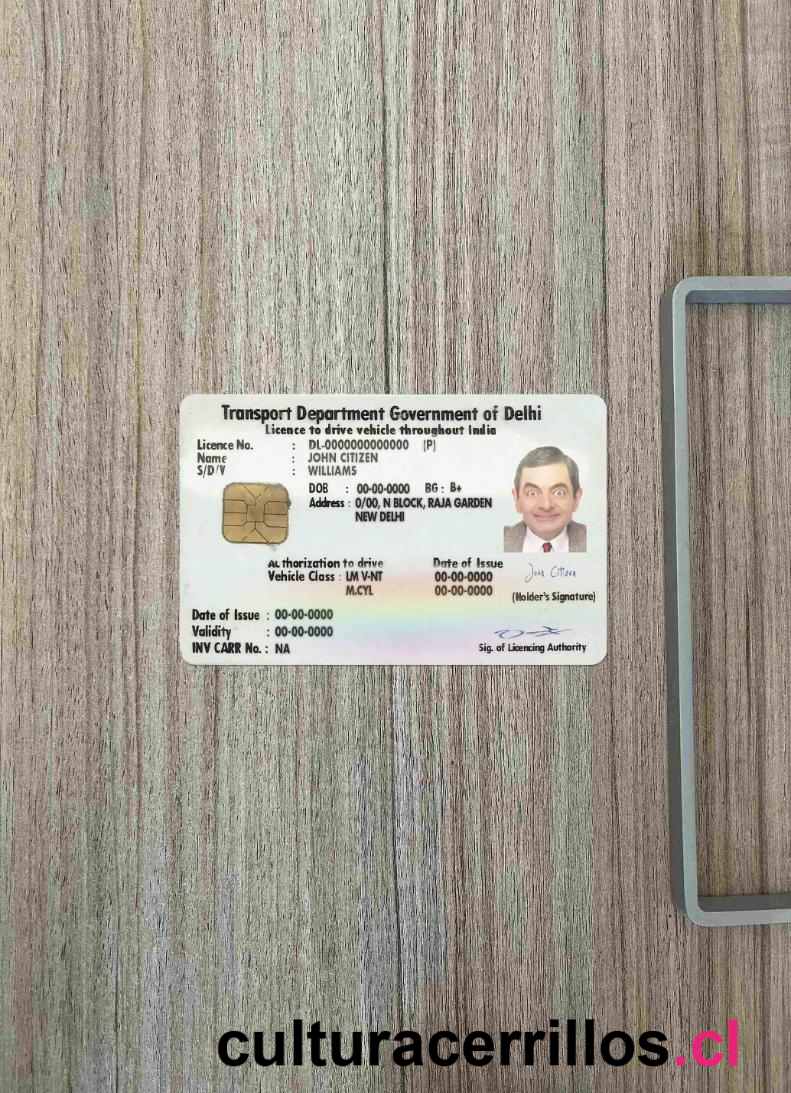 Transport Department Government of Delhi
Licence to drive vehicle throughout India
Licence No. : DL-0000000000000 (P)
Name : JOHN CITIZEN
S/D/V : WILLIAMS
DOB : 00-00-0000 BG : B+
Address : 0/00, N BLOCK, RAJA GARDEN
NEW DELHI
Authorization to drive Date of Issue
Vehicle Class : LM V-NT 00-00-0000
M.CYL 00-00-0000
John Citizen
(Holder's Signature)
Date of Issue : 00-00-0000
Validity : 00-00-0000
INV CARR No. : NA
Sig. of Licencing Authority
culturacerrillos.cl